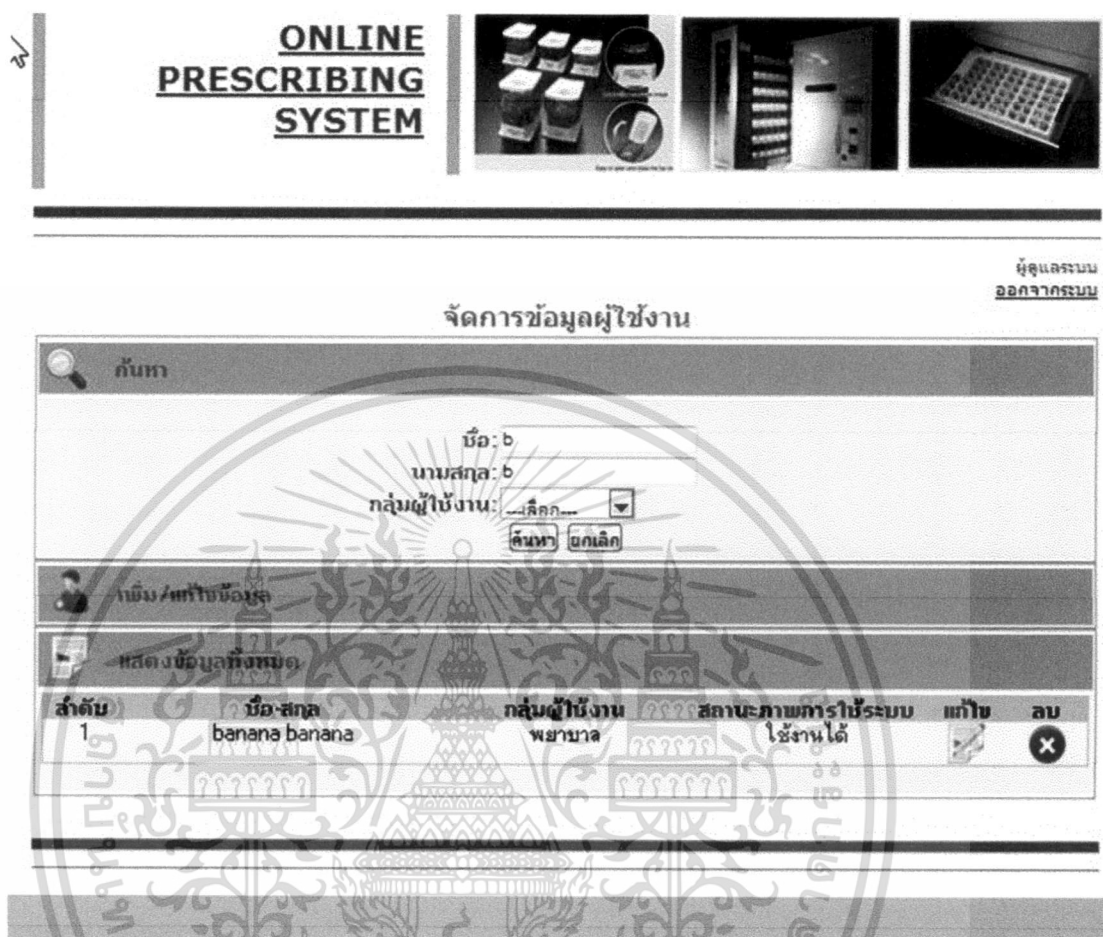 ONLINE
PRESCRIBING
SYSTEM
ผู้ดูแลระบบ
ออกจากระบบ
จัดการข้อมูลผู้ใช้งาน
ค้นหา
ชื่อ: b
นามสกุล: b
กลุ่มผู้ใช้งาน: ---เลือก---
ค้นหา ยกเลิก
เพิ่ม/แก้ไขข้อมูล
แสดงข้อมูลทั้งหมด
ลำดับ ชื่อ-สกุล กลุ่มผู้ใช้งาน สถานะภาพการใช้ระบบ แก้ไข ลบ
1 banana banana พยาบาล ใช้งานได้